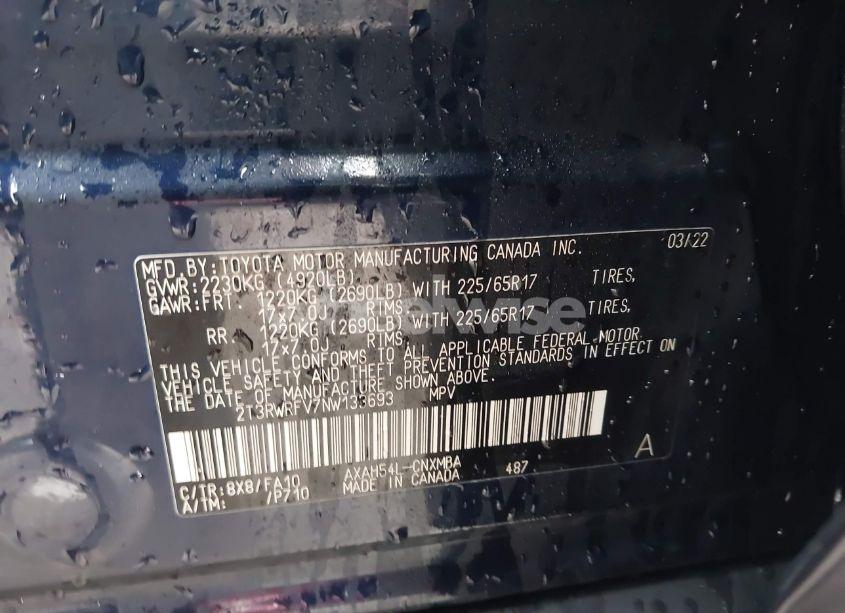 MFD.BY:TOYOTA MOTOR MANUFACTURING CANADA INC. 03/22
GVWR:2230KG (4920LB)
GAWR:FRT 1220KG (2690LB) WITH 225/65R17 TIRES,
17x7.0J RIMS,
RR 1220KG (2690LB) WITH 225/65R17 TIRES,
17x7.0J RIMS,
THIS VEHICLE CONFORMS TO ALL APPLICABLE FEDERAL MOTOR
VEHICLE SAFETY AND THEFT PREVENTION STANDARDS IN EFFECT ON
THE DATE OF MANUFACTURE SHOWN ABOVE.
2T3RWRFV7NW133693 MPV
A
C/TR:8X8/FA10 AXAH54L-CNXMBA 487
A/TM: /P710 MADE IN CANADA